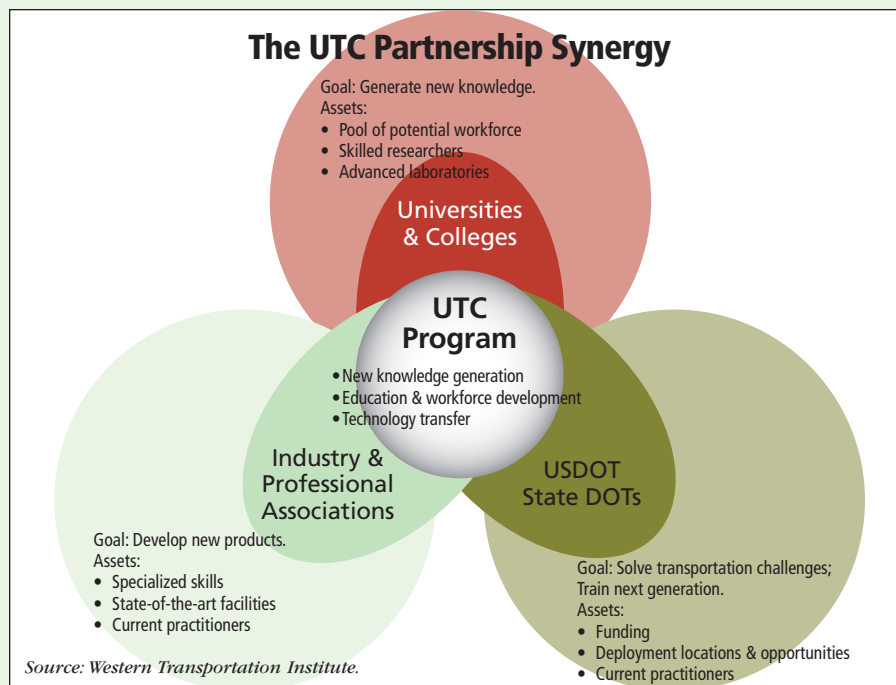 The UTC Partnership Synergy
Goal: Generate new knowledge.
Assets:
• Pool of potential workforce
• Skilled researchers
• Advanced laboratories
Universities
& Colleges
UTC
Program
• New knowledge generation
• Education & workforce development
• Technology transfer
Industry &
Professional
Associations
USDOT
State DOTs
Goal: Develop new products.
Assets:
• Specialized skills
• State-of-the-art facilities
• Current practitioners
Goal: Solve transportation challenges;
Train next generation.
Assets:
• Funding
• Deployment locations & opportunities
• Current practitioners
Source: Western Transportation Institute.